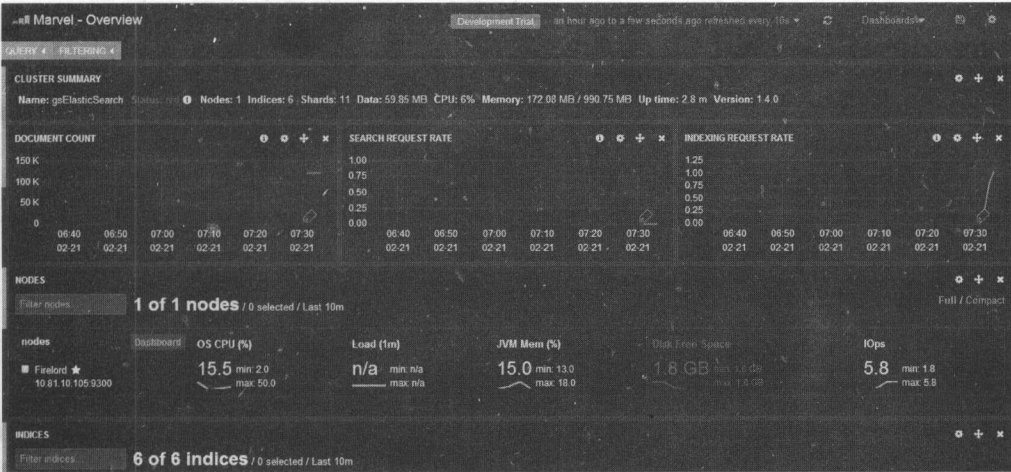 Marvel - Overview
Development Trial an hour ago to a few seconds ago refreshed every 10s Dashboards
QUERY FILTERING
CLUSTER SUMMARY
Name: gsElasticSearch Status: red Nodes: 1 Indices: 6 Shards: 11 Data: 59.85 MB CPU: 6% Memory: 172.08 MB / 990.75 MB Up time: 2.8 m Version: 1.4.0
DOCUMENT COUNT
150 K
100 K
50 K
0
06:40 06:50 07:00 07:10 07:20 07:30
02-21 02-21 02-21 02-21 02-21 02-21
SEARCH REQUEST RATE
1.00
0.75
0.50
0.25
0.00
06:40 06:50 07:00 07:10 07:20 07:30
02-21 02-21 02-21 02-21 02-21 02-21
INDEXING REQUEST RATE
1.25
1.00
0.75
0.50
0.25
0.00
06:40 06:50 07:00 07:10 07:20 07:30
02-21 02-21 02-21 02-21 02-21 02-21
NODES
Filter nodes... 1 of 1 nodes / 0 selected / Last 10m
Full / Compact
nodes Dashboard OS CPU (%) Load (1m) JVM Mem (%) Disk Free Space IOps
Firelord 15.5 min: 2.0 n/a min: n/a 15.0 min: 13.0 1.8 GB min: 1.8 GB 5.8 min: 1.8
10.81.10.105:9300 max: 50.0 max: n/a max: 18.0 max: 1.8 GB max: 5.8
INDICES
Filter indices... 6 of 6 indices / 0 selected / Last 10m